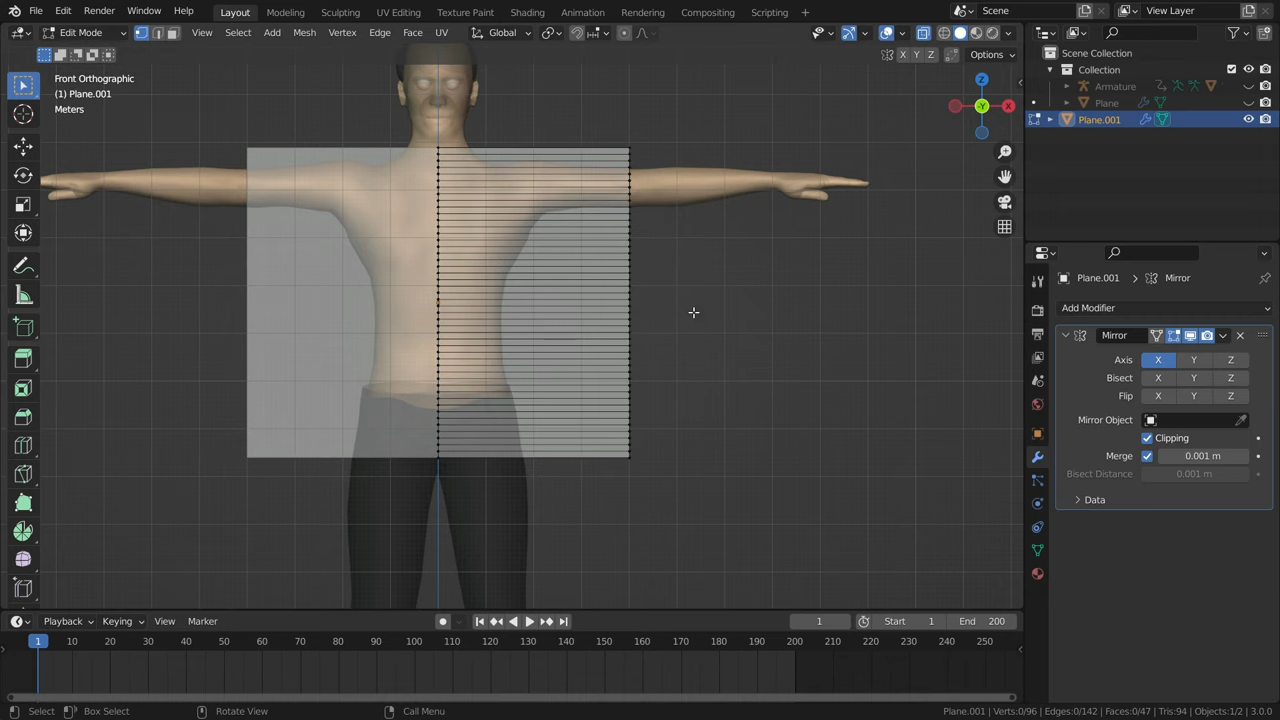 File Edit Render Window Help Layout Modeling Sculpting UV Editing Texture Paint Shading Animation Rendering Compositing Scripting + Scene View Layer
Edit Mode View Select Add Mesh Vertex Edge Face UV Global
X Y Z Options
Front Orthographic
(1) Plane.001
Meters
Z
X
Y
Scene Collection
Collection
Armature
Plane
Plane.001
Plane.001 Mirror
Add Modifier
Mirror
Axis X Y Z
Bisect X Y Z
Flip X Y Z
Mirror Object
Clipping
Merge 0.001 m
Bisect Distance 0.001 m
Data
Playback Keying View Marker 1 Start 1 End 200
1 10 20 30 40 50 60 70 80 90 100 110 120 130 140 150 160 170 180 190 200 210 220 230 240 250
Select Box Select Rotate View Call Menu Plane.001 | Verts:0/96 | Edges:0/142 | Faces:0/47 | Tris:94 | Objects:1/2 | 3.0.0